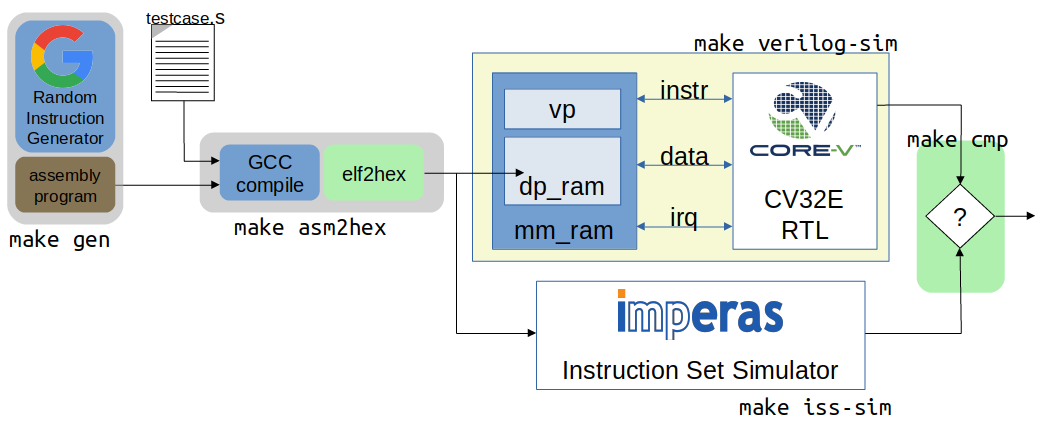 testcase.S
Random
Instruction
Generator
assembly
program
make gen
GCC
compile
elf2hex
make asm2hex
make verilog-sim
vp
dp_ram
mm_ram
instr
data
irq
CORE-V™
CV32E
RTL
make cmp
?
imperas
Instruction Set Simulator
make iss-sim